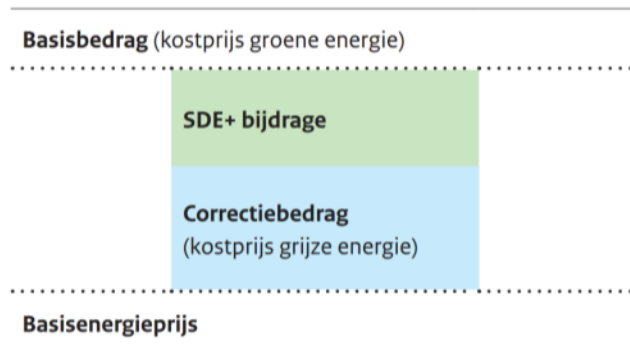 Basisbedrag (kostprijs groene energie)
SDE+ bijdrage
Correctiebedrag
(kostprijs grijze energie)
Basisenergieprijs